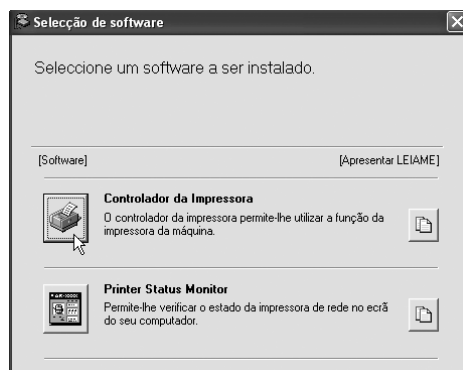 Selecção de software
Seleccione um software a ser instalado.
[Software] [Apresentar LEIAME]
Controlador da Impressora
O controlador da impressora permite-lhe utilizar a função da
impressora da máquina.
Printer Status Monitor
Permite-lhe verificar o estado da impressora de rede no ecrã
do seu computador.